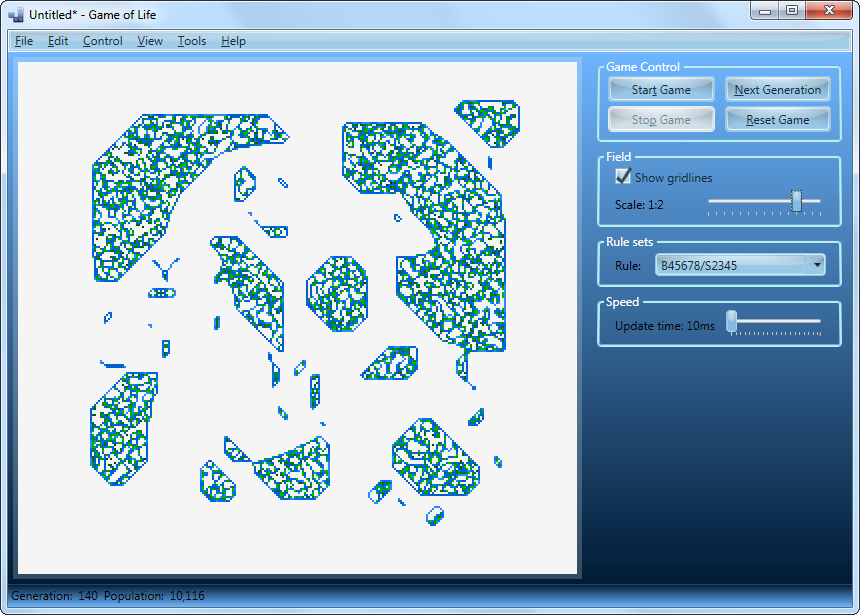 Untitled* - Game of Life
File Edit Control View Tools Help
Game Control
Start Game Next Generation
Stop Game Reset Game
Field
Show gridlines
Scale: 1:2
Rule sets
Rule: B45678/S2345
Speed
Update time: 10ms
Generation: 140 Population: 10,116